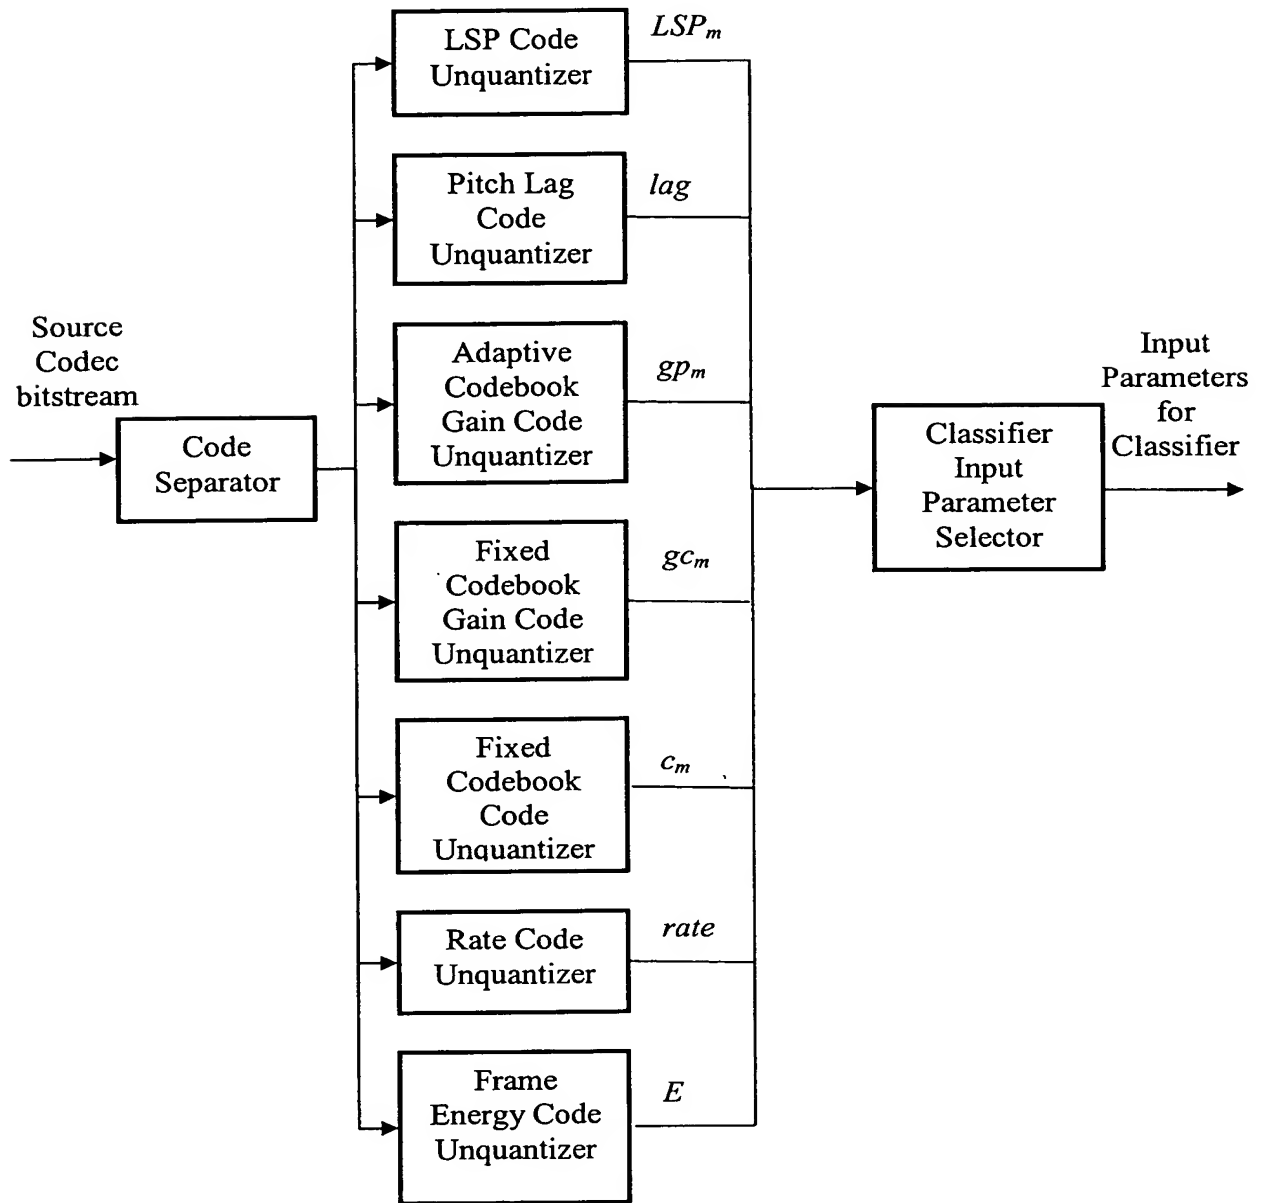 Source
Codec
bitstream
Code
Separator
LSP Code
Unquantizer
LSPm
Pitch Lag
Code
Unquantizer
lag
Adaptive
Codebook
Gain Code
Unquantizer
gpm
Fixed
Codebook
Gain Code
Unquantizer
gcm
Fixed
Codebook
Code
Unquantizer
cm
Rate Code
Unquantizer
rate
Frame
Energy Code
Unquantizer
E
Classifier
Input
Parameter
Selector
Input
Parameters
for
Classifier